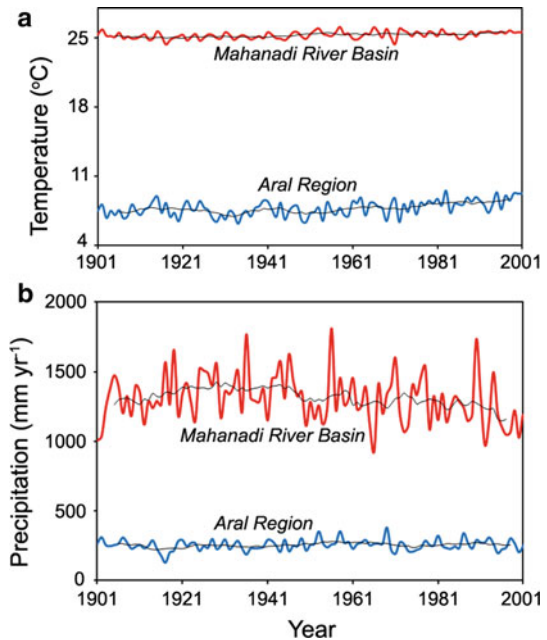 a
Temperature (°C)
25
18
11
4
Mahanadi River Basin
Aral Region
1901 1921 1941 1961 1981 2001
b
Precipitation (mm yr⁻¹)
2000
1500
1000
500
0
Mahanadi River Basin
Aral Region
1901 1921 1941 1961 1981 2001
Year